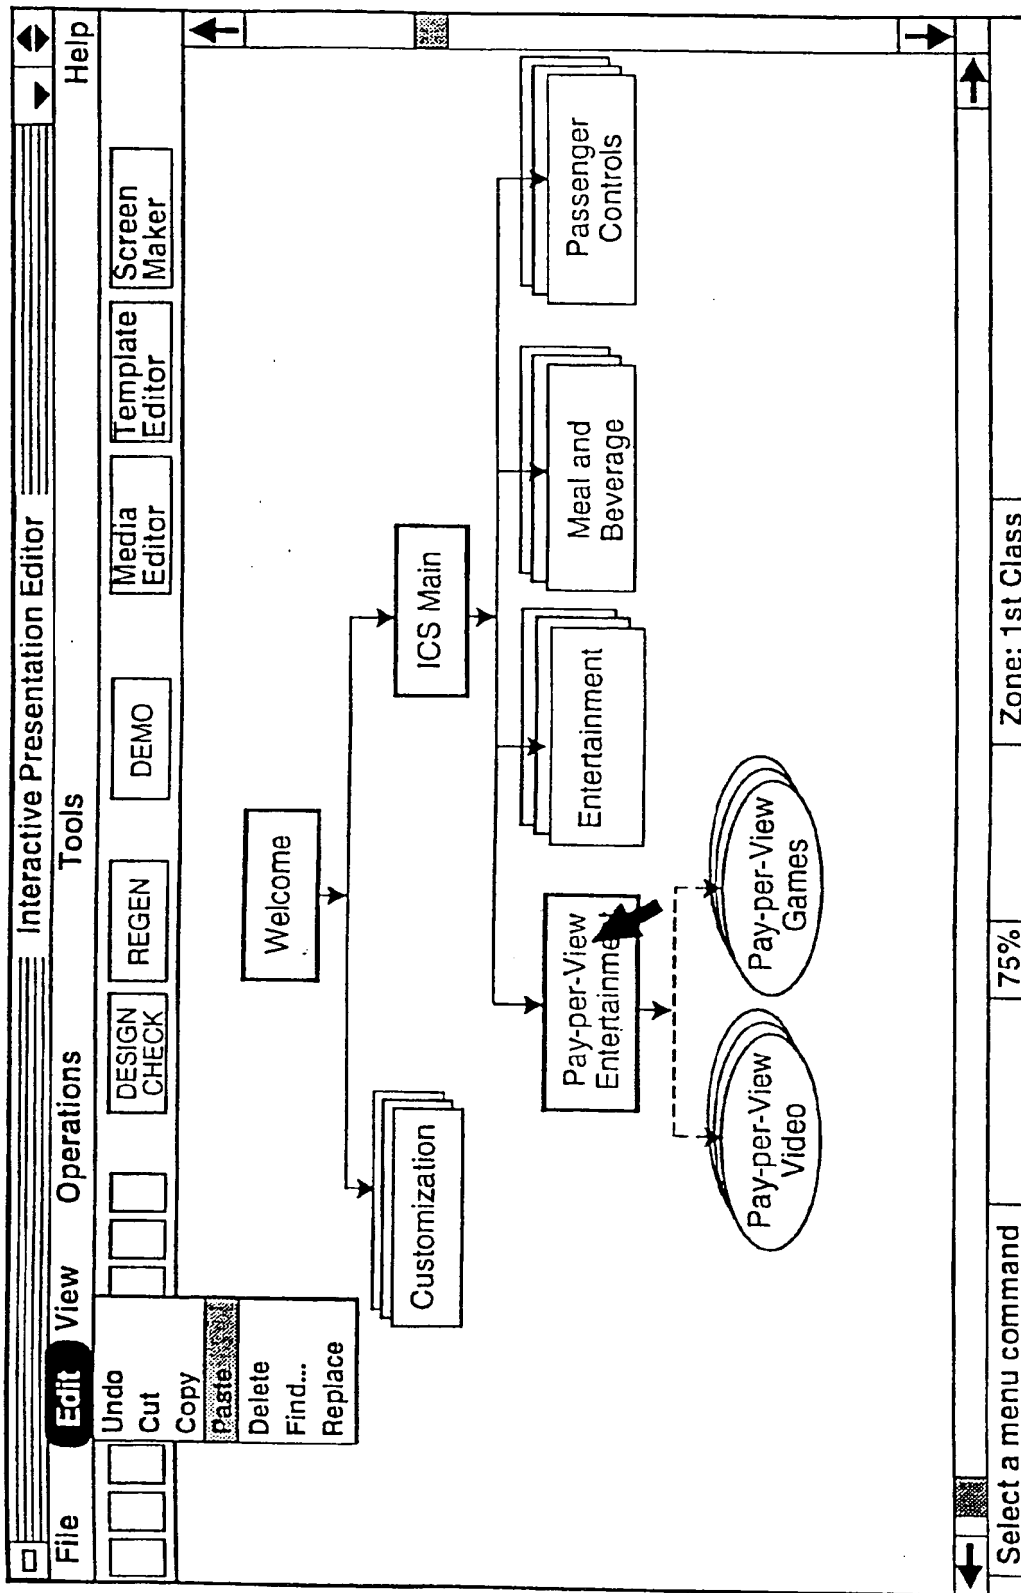 Interactive Presentation Editor
File Edit View Operations Tools Help
DESIGN
CHECK
REGEN
DEMO
Media
Editor
Template
Editor
Screen
Maker
Undo
Cut
Copy
Paste
Delete
Find...
Replace
Welcome
Customization
ICS Main
Pay-per-View
Entertainment
Entertainment
Meal and
Beverage
Passenger
Controls
Pay-per-View
Video
Pay-per-View
Games
Select a menu command
75%
Zone: 1st Class